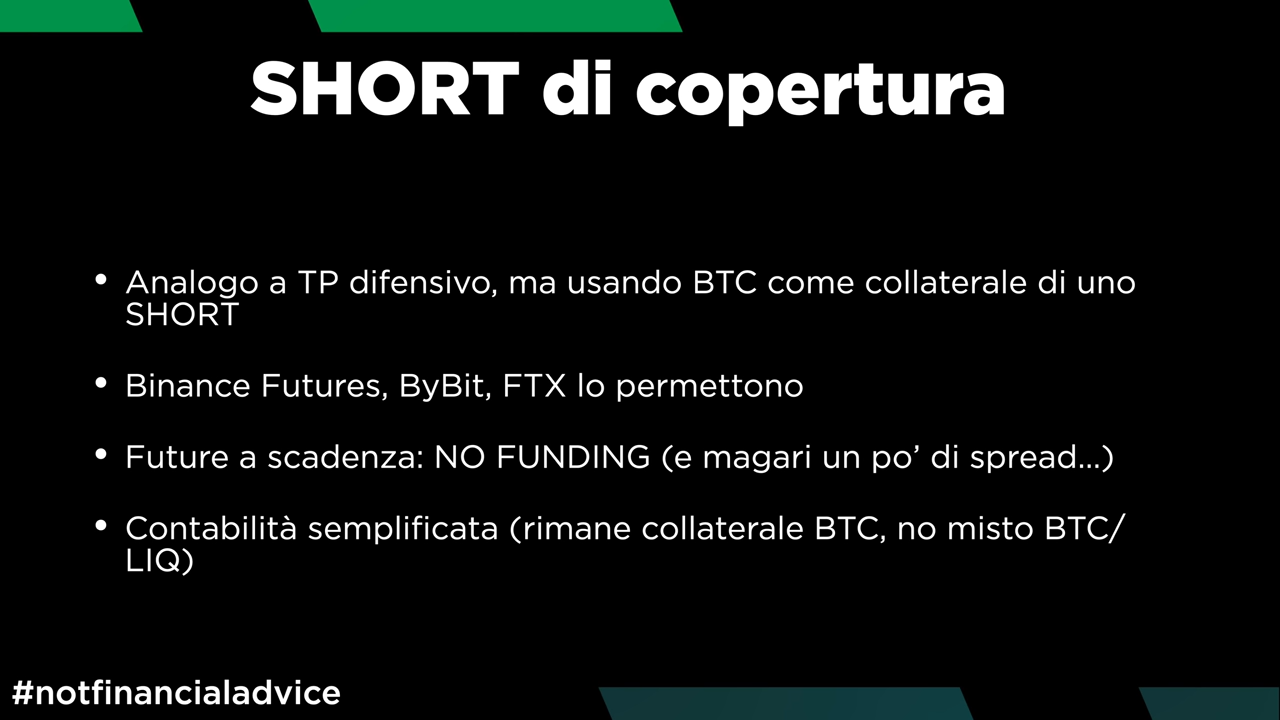 SHORT di copertura
• Analogo a TP difensivo, ma usando BTC come collaterale di uno
SHORT
• Binance Futures, ByBit, FTX lo permettono
• Future a scadenza: NO FUNDING (e magari un po’ di spread...)
• Contabilità semplificata (rimane collaterale BTC, no misto BTC/
LIQ)
#notfinancialadvice